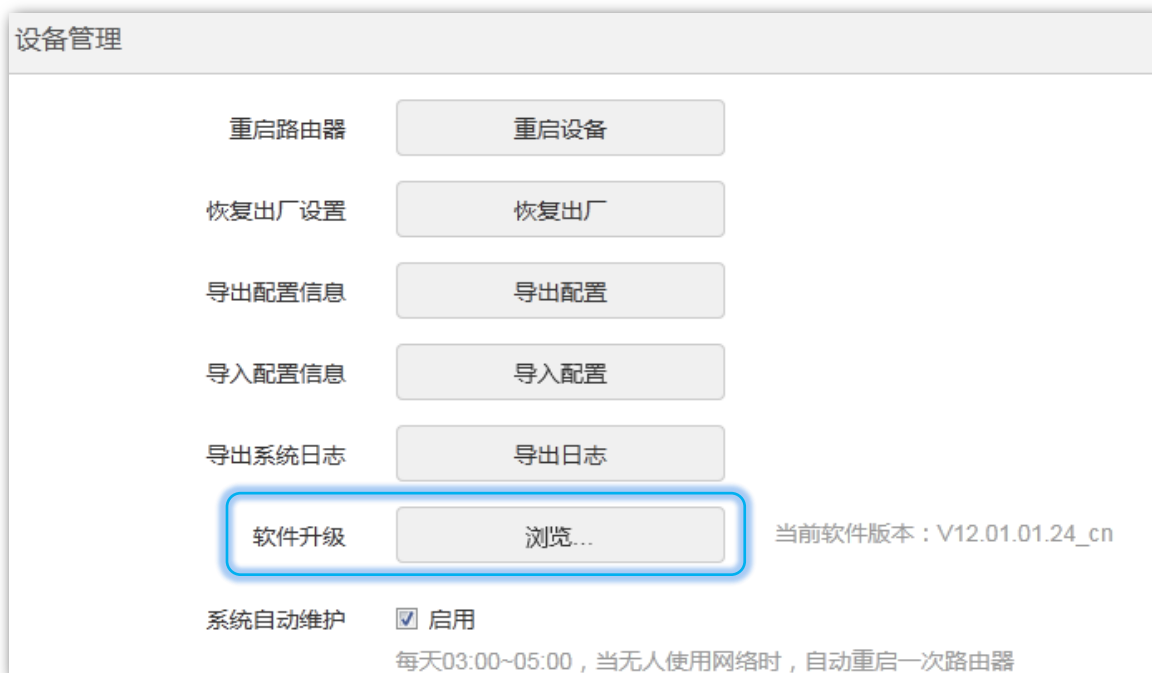 设备管理
重启路由器 重启设备
恢复出厂设置 恢复出厂
导出配置信息 导出配置
导入配置信息 导入配置
导出系统日志 导出日志
软件升级 浏览... 当前软件版本：V12.01.01.24_cn
系统自动维护 启用
每天03:00~05:00，当无人使用网络时，自动重启一次路由器